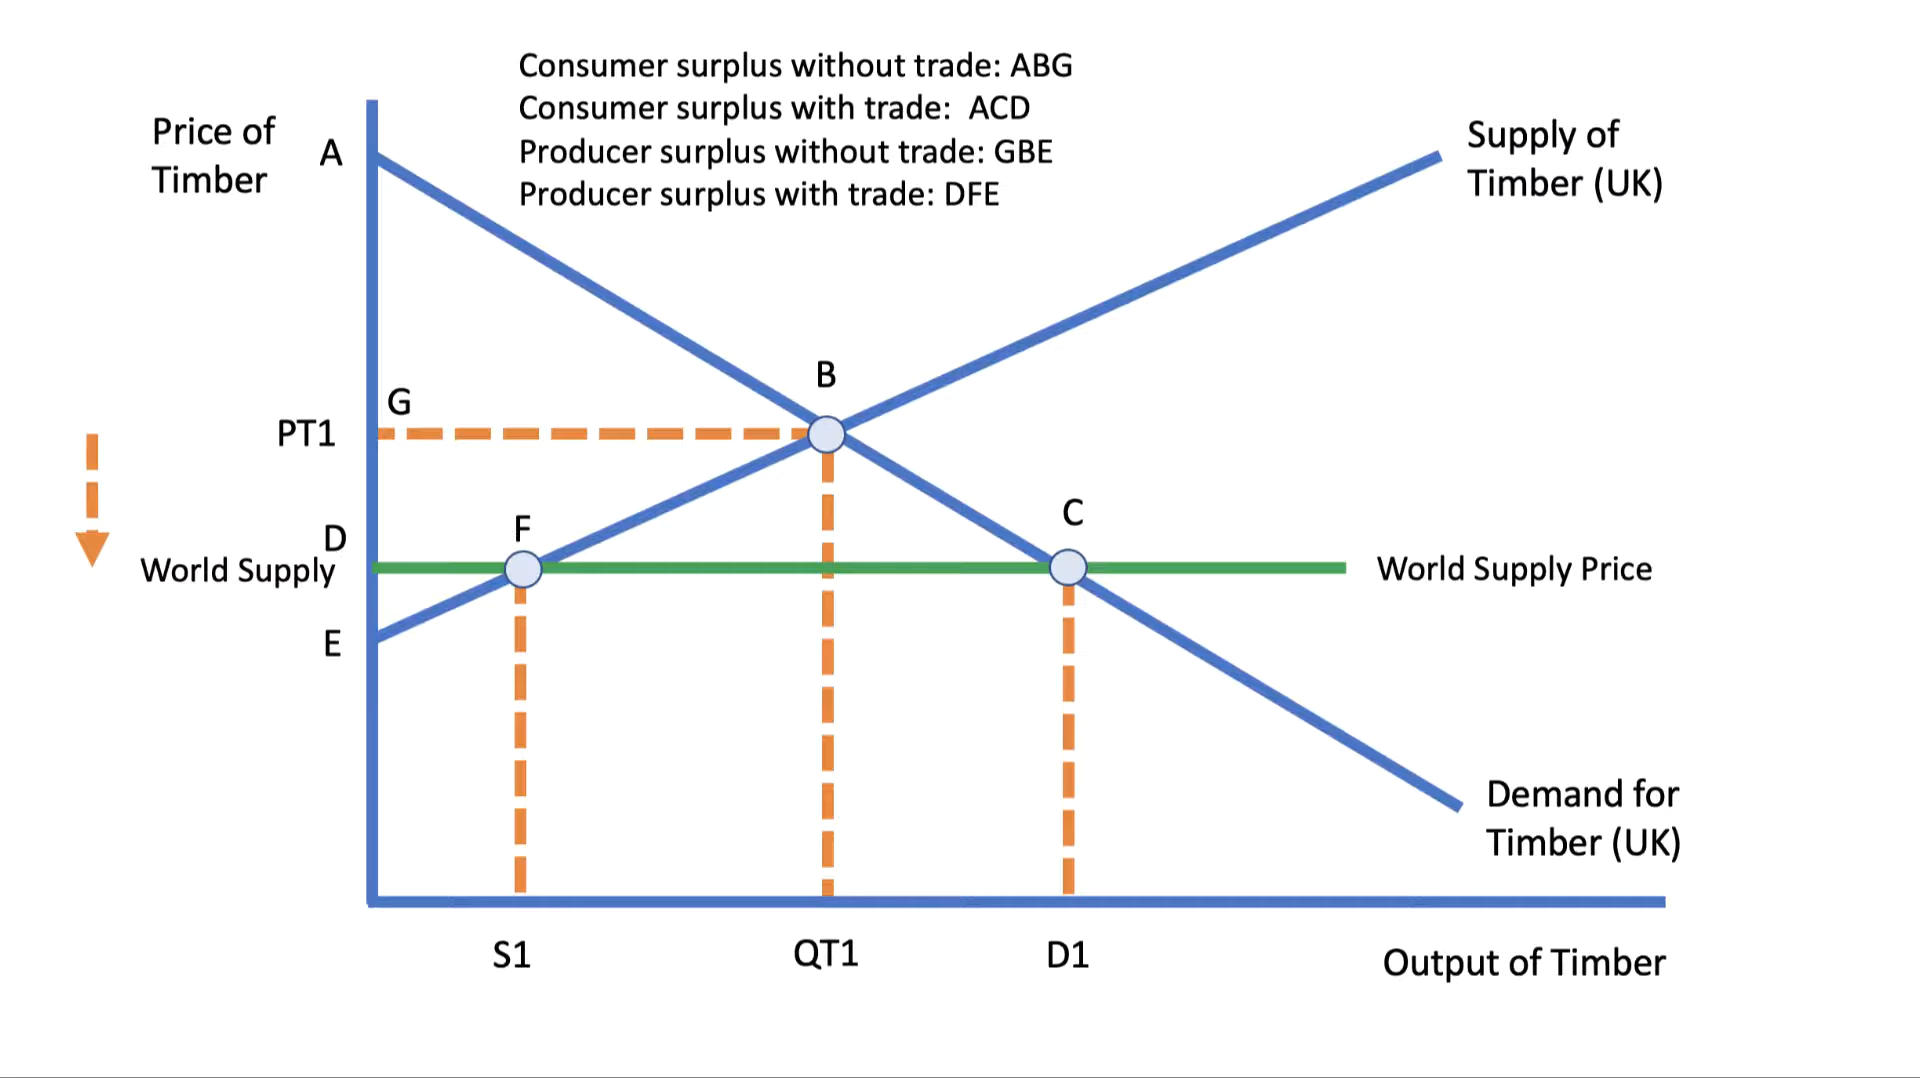 Consumer surplus without trade: ABG
Consumer surplus with trade:  ACD
Producer surplus without trade: GBE
Producer surplus with trade: DFE
Price of
Timber
A
Supply of
Timber (UK)
B
G
PT1
C
F
D
World Supply
World Supply Price
E
Demand for
Timber (UK)
S1
QT1
D1
Output of Timber